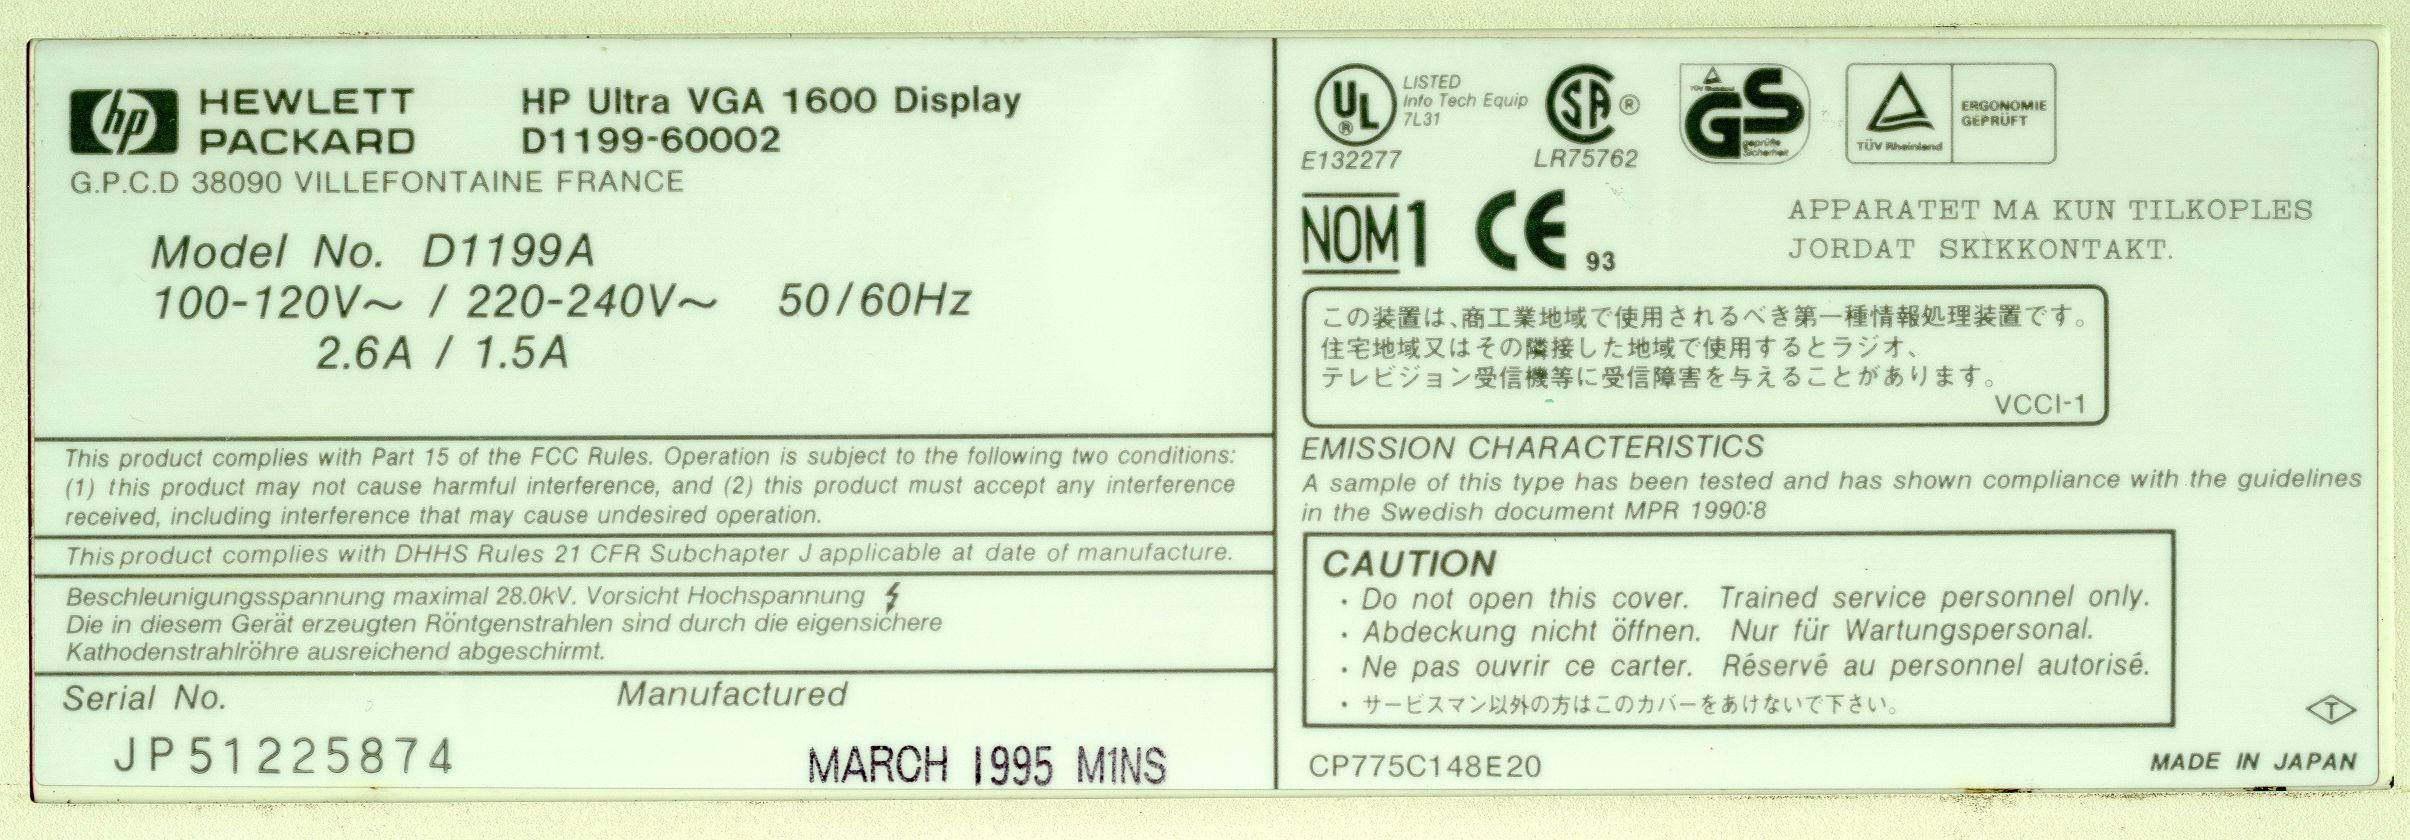 hp HEWLETT PACKARD
HP Ultra VGA 1600 Display
D1199-60002
G.P.C.D 38090 VILLEFONTAINE FRANCE
Model No. D1199A
100-120V~ / 220-240V~ 50/60Hz
2.6A / 1.5A
This product complies with Part 15 of the FCC Rules. Operation is subject to the following two conditions:
(1) this product may not cause harmful interference, and (2) this product must accept any interference
received, including interference that may cause undesired operation.
This product complies with DHHS Rules 21 CFR Subchapter J applicable at date of manufacture.
Beschleunigungsspannung maximal 28.0kV. Vorsicht Hochspannung
Die in diesem Gerät erzeugten Röntgenstrahlen sind durch die eigensichere
Kathodenstrahlröhre ausreichend abgeschirmt.
Serial No. Manufactured
JP51225874
MARCH 1995 M1NS
UL ®
LISTED
Info Tech Equip
7L31
E132277
SA ®
LR75762
TÜV Rheinland
GS
geprüfte
Sicherheit
TÜV Rheinland
ERGONOMIE
GEPRÜFT
NOM1 CE 93
APPARATET MA KUN TILKOPLES
JORDAT SKIKKONTAKT.
この装置は、商工業地域で使用されるべき第一種情報処理装置です。
住宅地域又はその隣接した地域で使用するとラジオ、
テレビジョン受信機等に受信障害を与えることがあります。
VCCI-1
EMISSION CHARACTERISTICS
A sample of this type has been tested and has shown compliance with the guidelines
in the Swedish document MPR 1990:8
CAUTION
· Do not open this cover. Trained service personnel only.
· Abdeckung nicht öffnen. Nur für Wartungspersonal.
· Ne pas ouvrir ce carter. Réservé au personnel autorisé.
· サービスマン以外の方はこのカバーをあけないで下さい。
T
CP775C148E20
MADE IN JAPAN